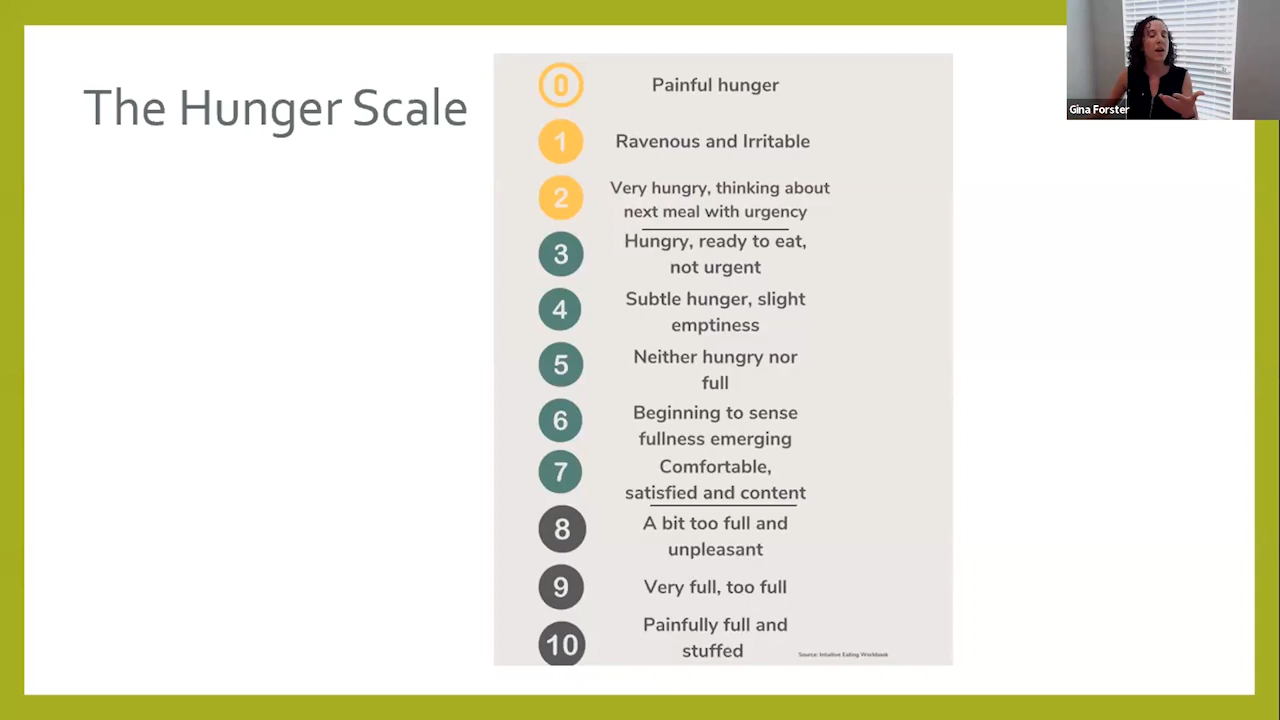 The Hunger Scale
Gina Forster
0 Painful hunger
1 Ravenous and Irritable
2 Very hungry, thinking about
next meal with urgency
3 Hungry, ready to eat,
not urgent
4 Subtle hunger, slight
emptiness
5 Neither hungry nor
full
6 Beginning to sense
fullness emerging
7 Comfortable,
satisfied and content
8 A bit too full and
unpleasant
9 Very full, too full
10 Painfully full and
stuffed
Source: Intuitive Eating Workbook